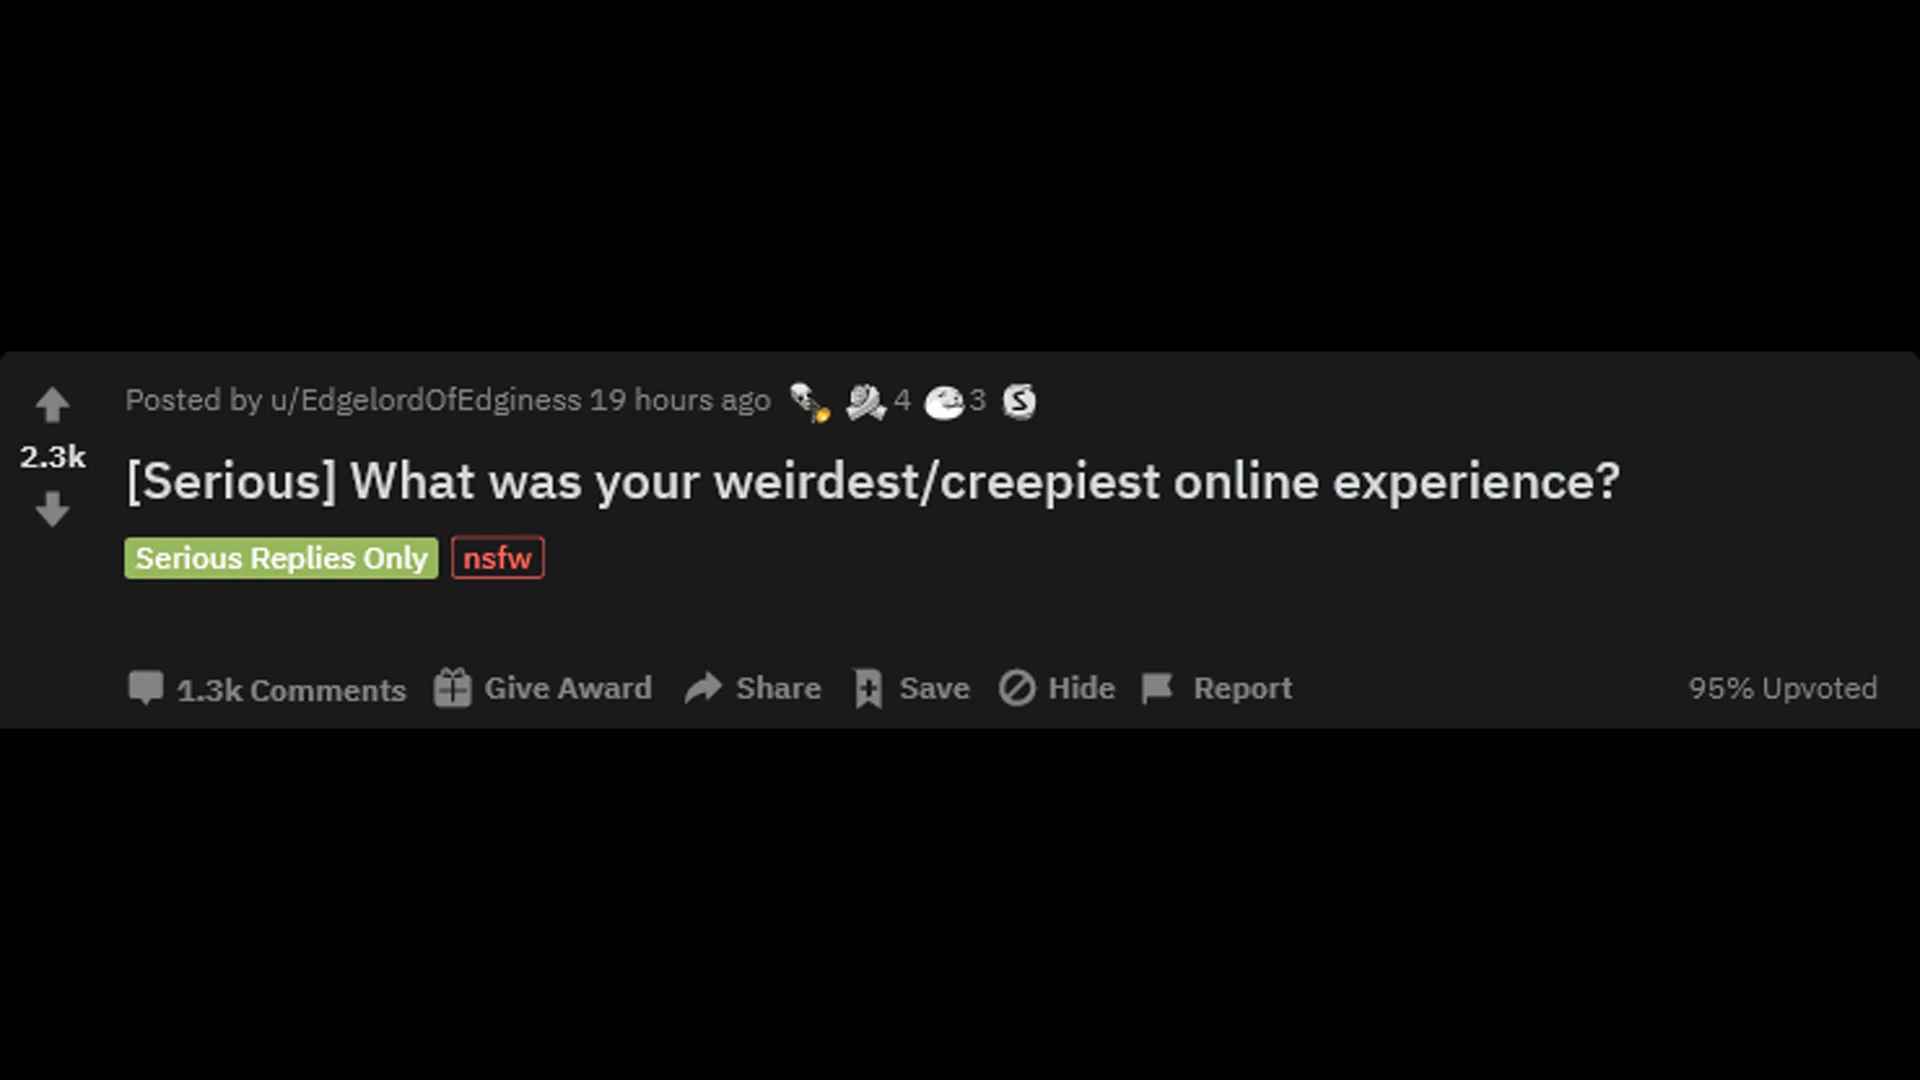 Posted by u/EdgelordOfEdginess 19 hours ago 4 3 S
2.3k
[Serious] What was your weirdest/creepiest online experience?
Serious Replies Only nsfw
1.3k Comments Give Award Share Save Hide Report 95% Upvoted